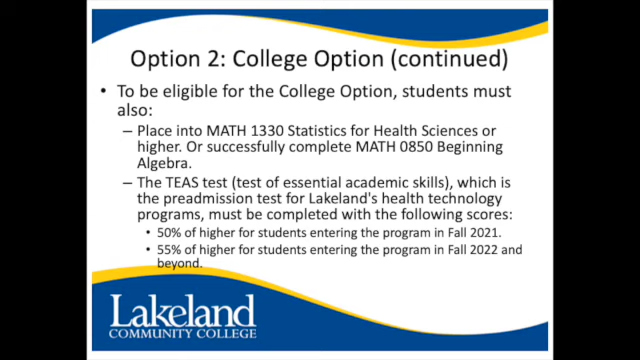 Option 2: College Option (continued)
• To be eligible for the College Option, students must
also:
– Place into MATH 1330 Statistics for Health Sciences or
higher. Or successfully complete MATH 0850 Beginning
Algebra.
– The TEAS test (test of essential academic skills), which is
the preadmission test for Lakeland's health technology
programs, must be completed with the following scores:
• 50% of higher for students entering the program in Fall 2021.
• 55% of higher for students entering the program in Fall 2022 and
beyond.
Lakeland
COMMUNITY COLLEGE